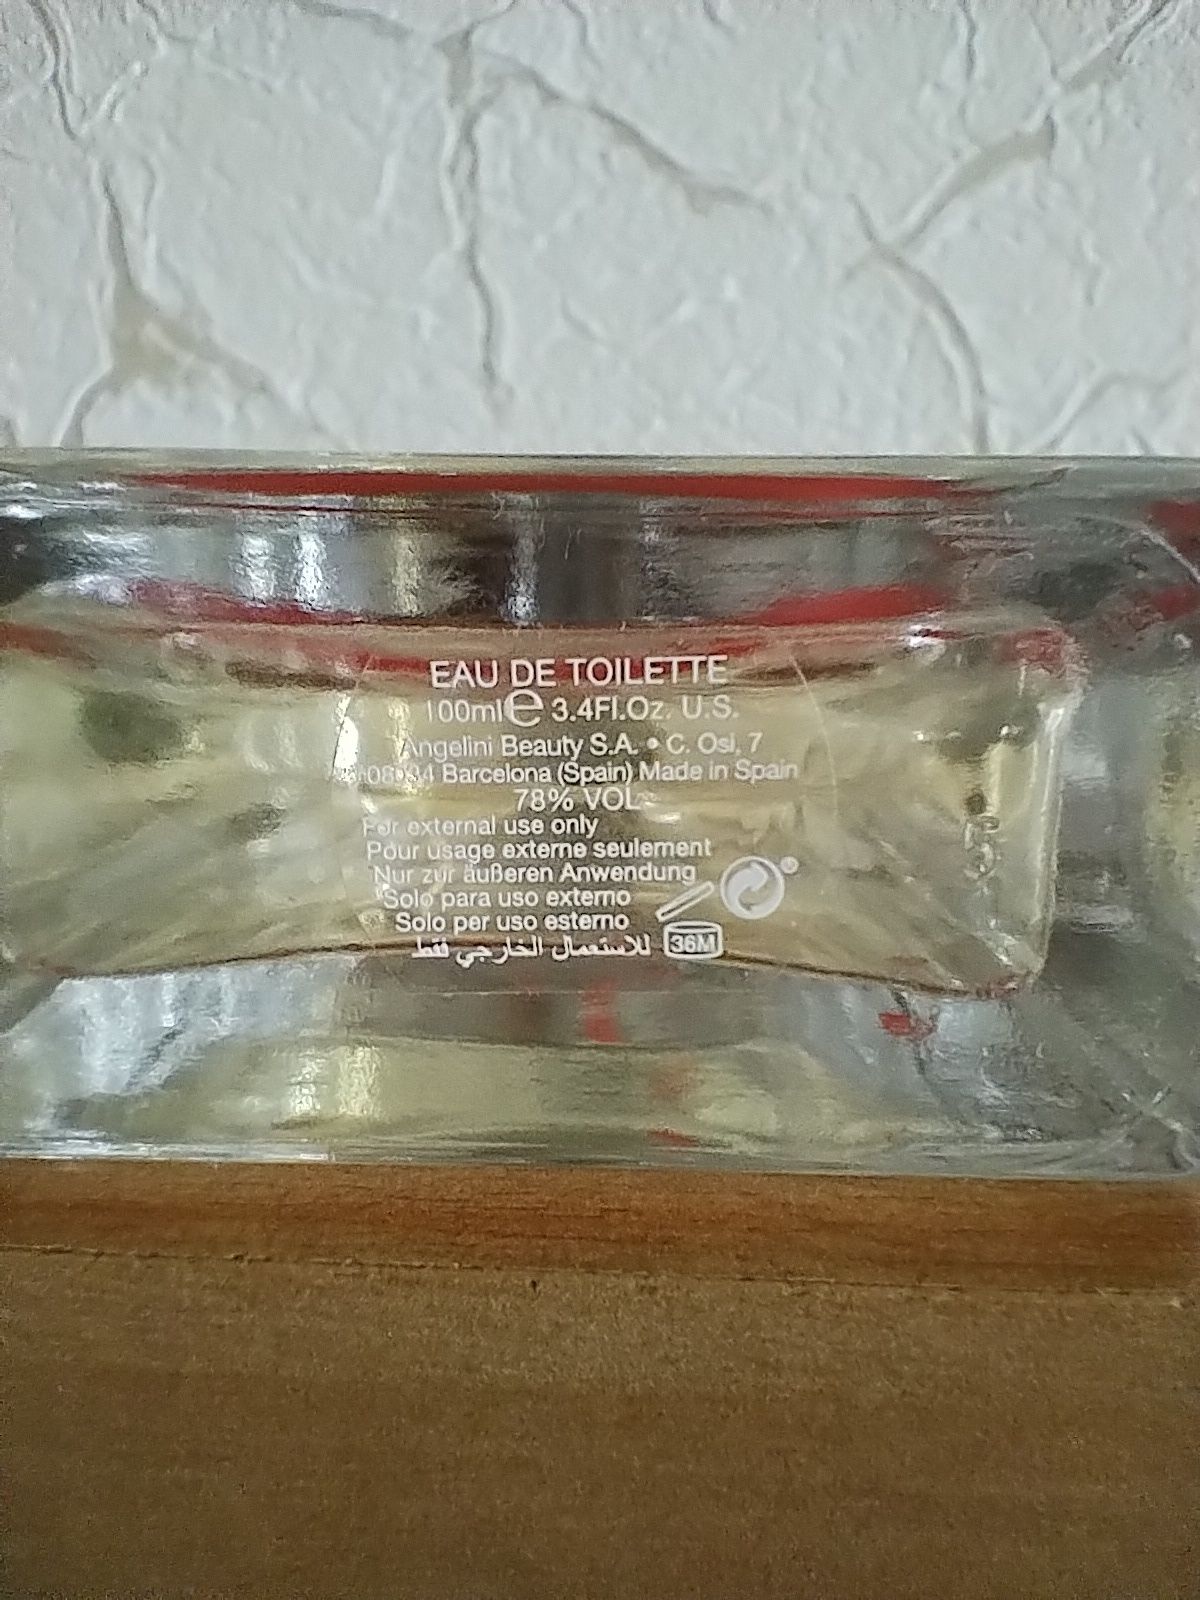 EAU DE TOILETTE
100ml e 3.4Fl.Oz. U.S.
Angelini Beauty S.A. • C. Osi, 7
Barcelona (Spain) Made in Spain
78% VOL.
For external use only
Pour usage externe seulement
Nur zur äußeren Anwendung
Solo para uso externo
Solo per uso esterno
للاستعمال الخارجي فقط
36M